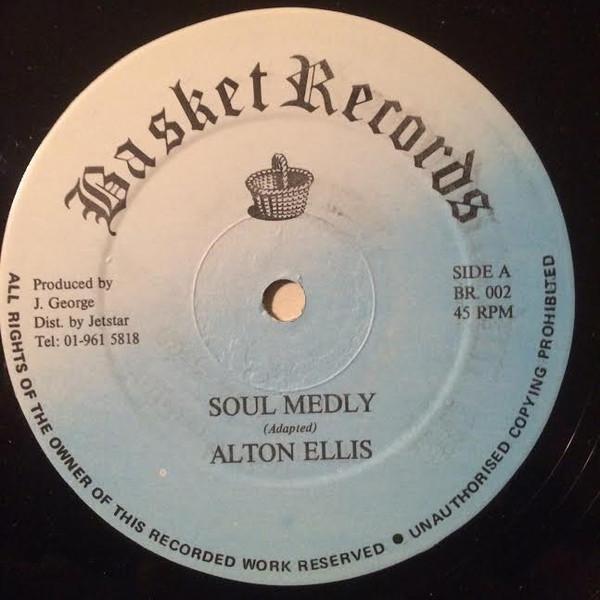 Basket Records
Produced by
J. George
Dist. by Jetstar
Tel: 01-961 5818
SIDE A
BR. 002
45 RPM
SOUL MEDLY
(Adapted)
ALTON ELLIS
ALL RIGHTS OF THE OWNER OF THIS RECORDED WORK RESERVED ● UNAUTHORISED COPYING PROHIBITED